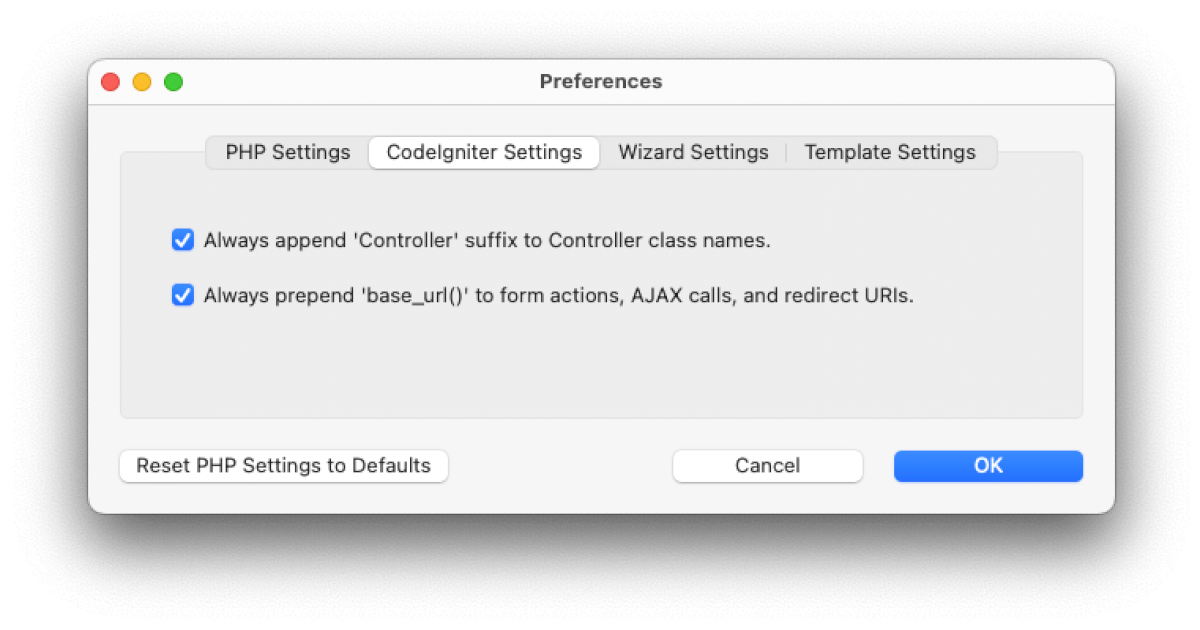 Preferences
PHP Settings CodeIgniter Settings Wizard Settings Template Settings
Always append 'Controller' suffix to Controller class names.
Always prepend 'base_url()' to form actions, AJAX calls, and redirect URIs.
Reset PHP Settings to Defaults Cancel OK